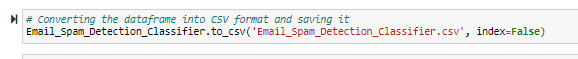 # Converting the dataframe into CSV format and saving it
Email_Spam_Detection_Classifier.to_csv('Email_Spam_Detection_Classifier.csv', index=False)